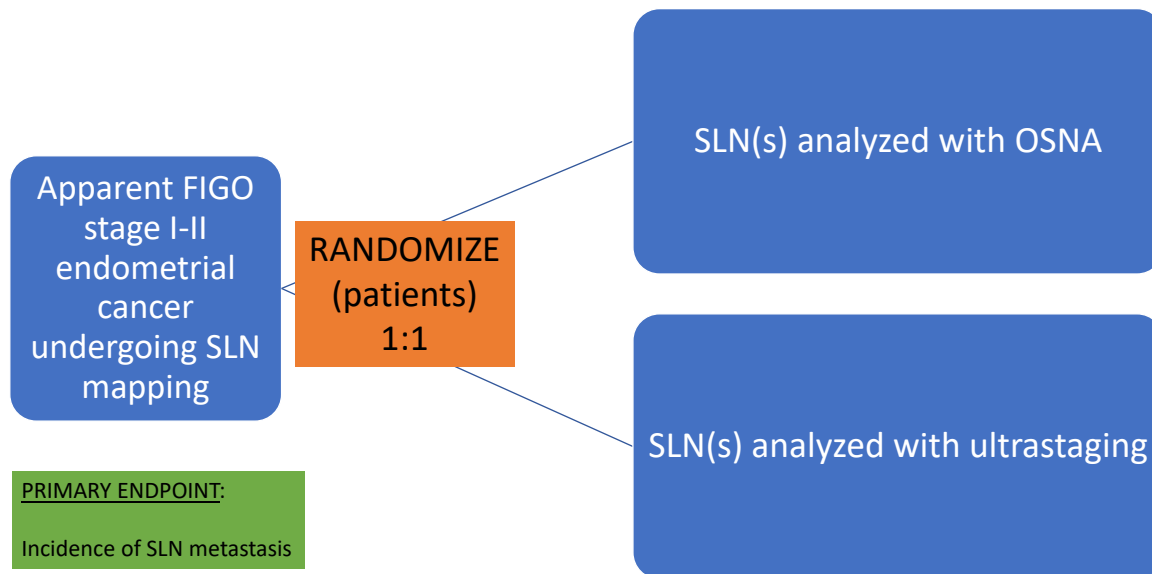 Apparent FIGO
stage I-II
endometrial
cancer
undergoing SLN
mapping
RANDOMIZE
(patients)
1:1
SLN(s) analyzed with OSNA
SLN(s) analyzed with ultrastaging
PRIMARY ENDPOINT:
Incidence of SLN metastasis